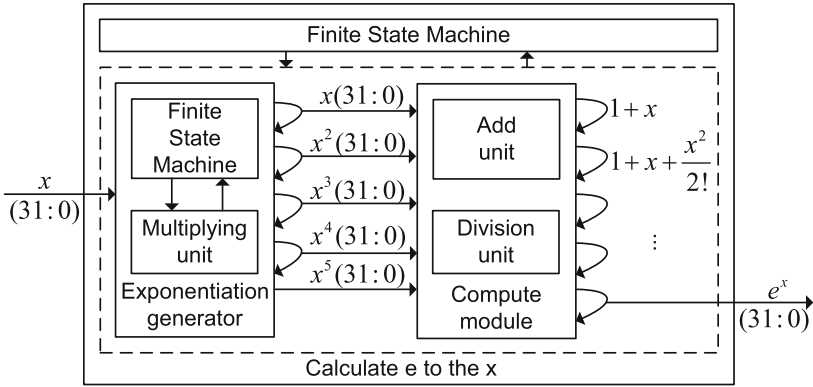 Finite State Machine
Finite
State
Machine
Multiplying
unit
Exponentiation
generator
x
(31:0)
x(31:0)
x²(31:0)
x³(31:0)
x⁴(31:0)
x⁵(31:0)
Add
unit
Division
unit
Compute
module
1+x
1+x+x²/2!
⋮
eˣ
(31:0)
Calculate e to the x